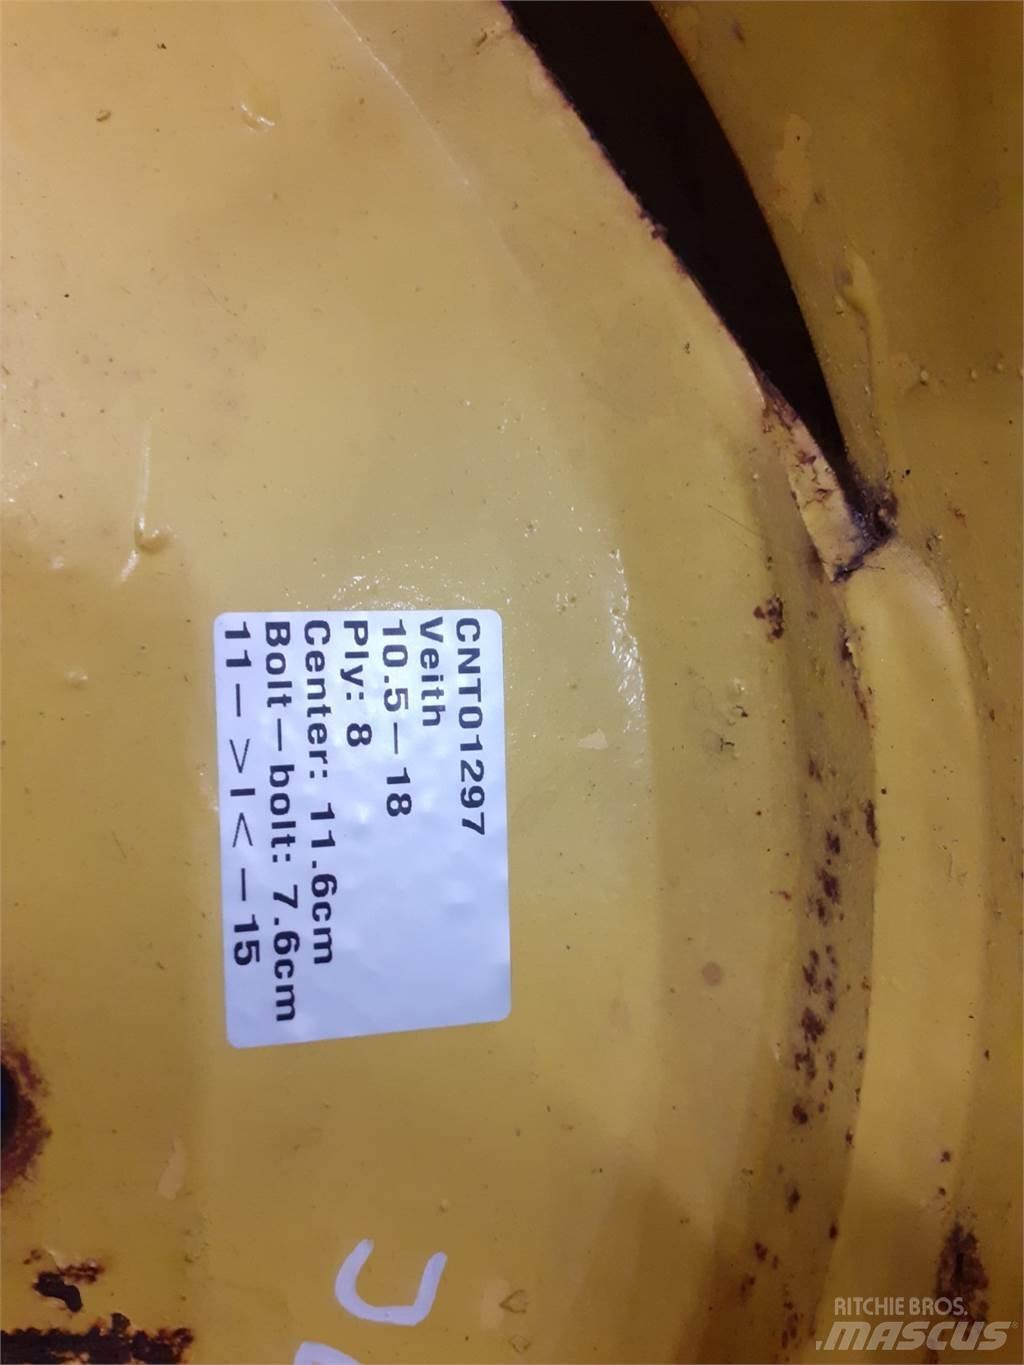 CNT01297
Veith
10.5-18
Ply: 8
Center: 11.6cm
Bolt-bolt: 7.6cm
11->|<-15
RITCHIE BROS.
MASCUS